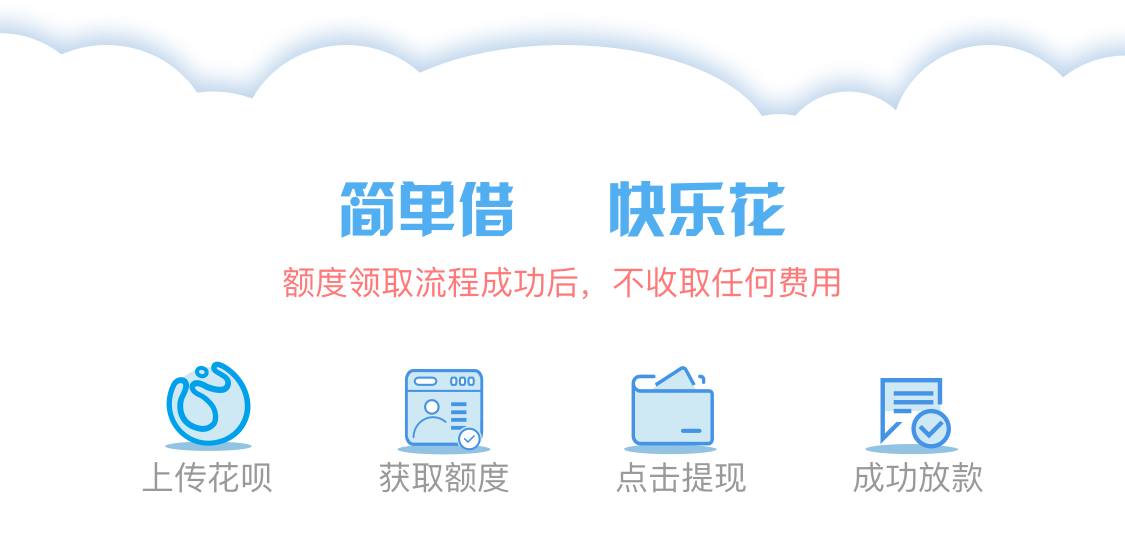 简单借 快乐花
额度领取流程成功后，不收取任何费用
上传花呗 获取额度 点击提现 成功放款